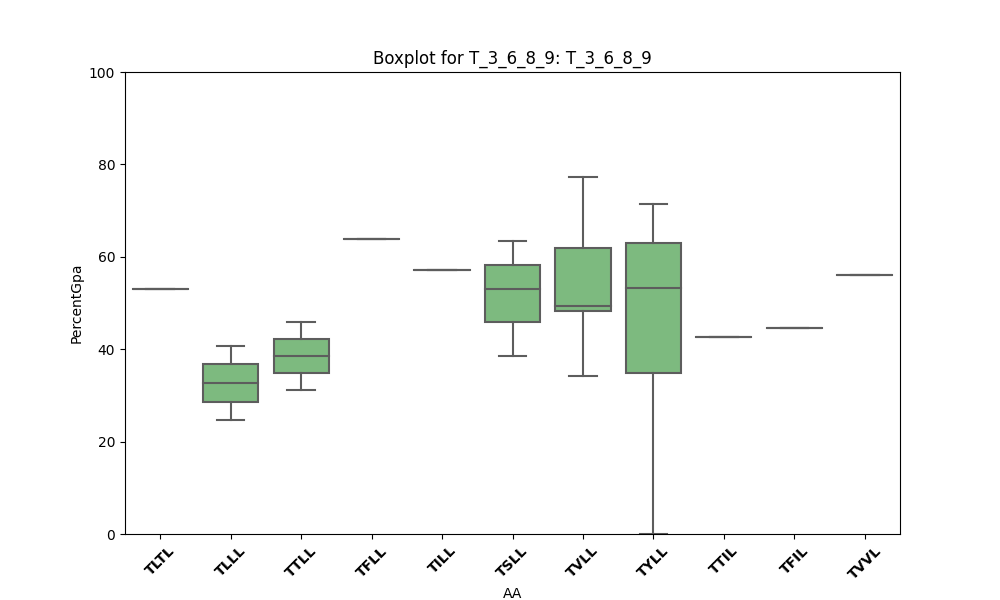 Boxplot for T_3_6_8_9: T_3_6_8_9
100
80
60
40
20
0
PercentGpa
TLTL
TLLL
TTLL
TFLL
TILL
TSLL
TVLL
TYLL
TTIL
TFIL
TVVL
AA